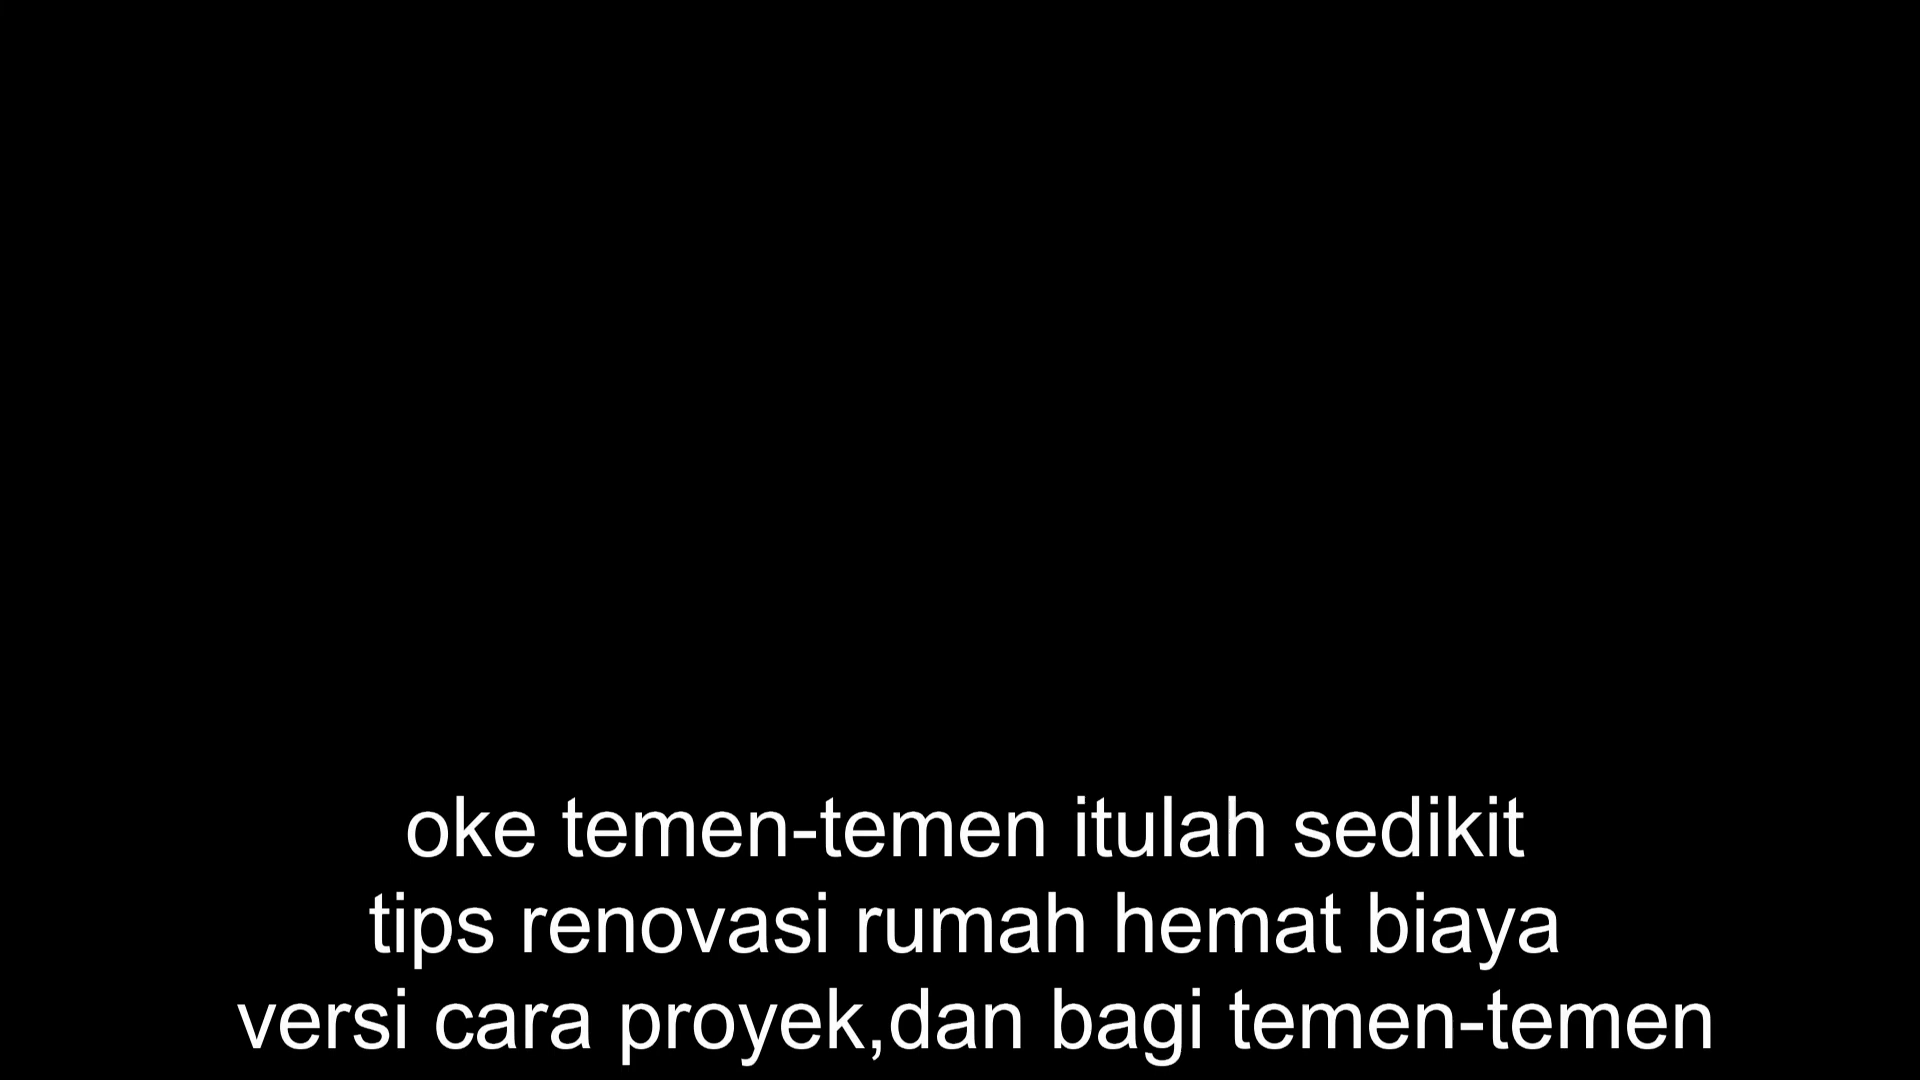 oke temen-temen itulah sedikit
tips renovasi rumah hemat biaya
versi cara proyek,dan bagi temen-temen